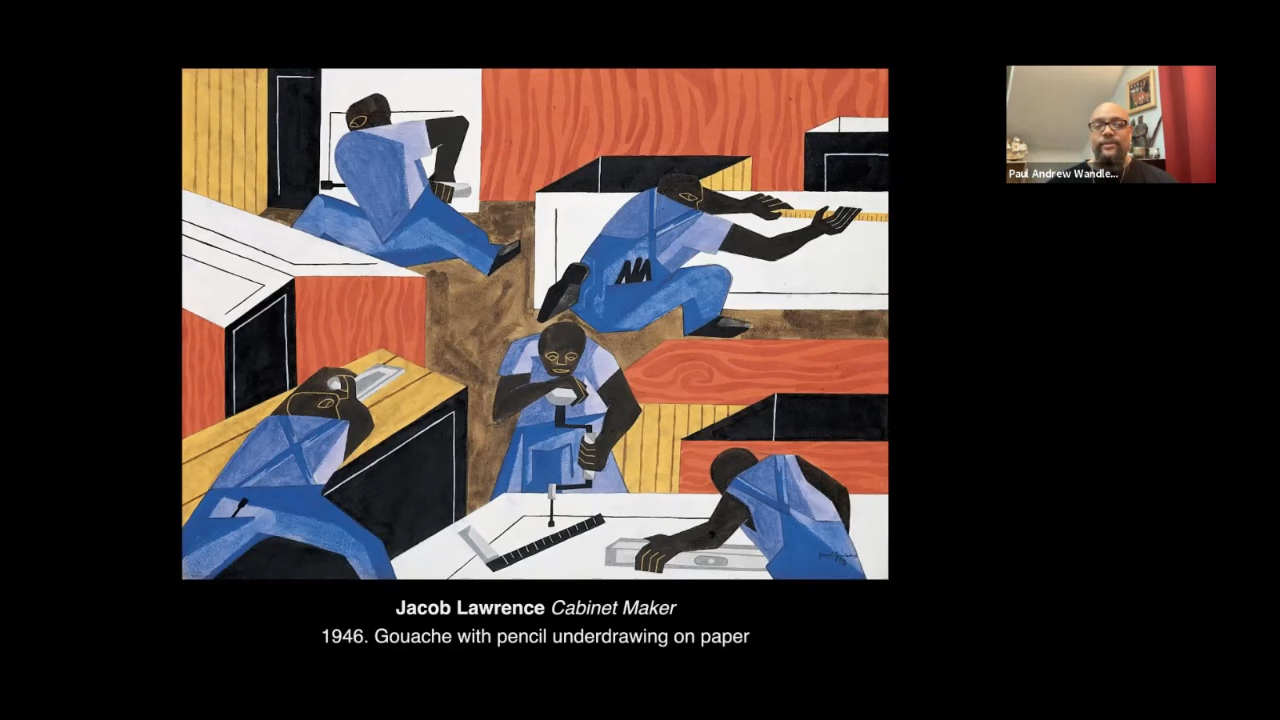 Paul Andrew Wandle...
Jacob Lawrence Cabinet Maker
1946. Gouache with pencil underdrawing on paper